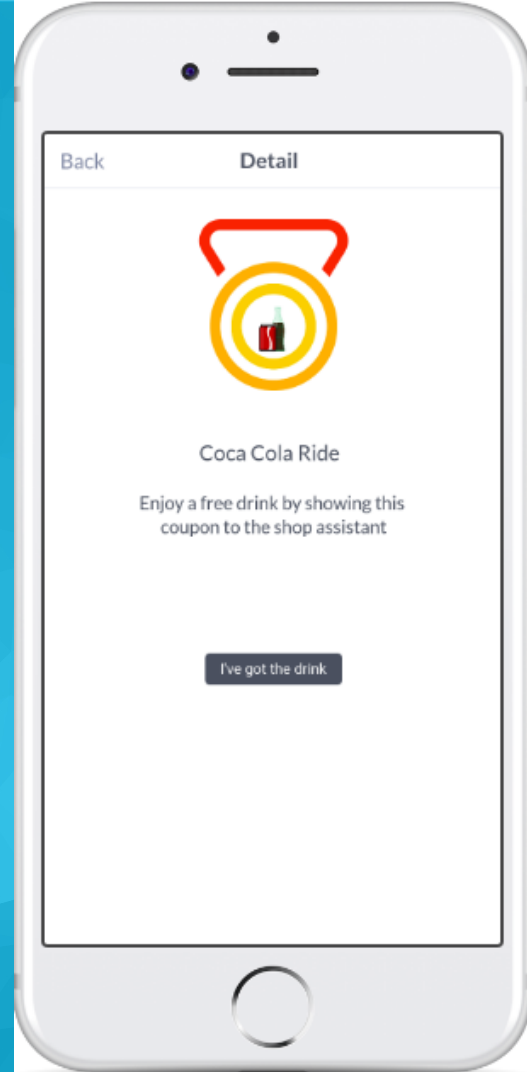 Back
Detail
Coca Cola Ride
Enjoy a free drink by showing this
coupon to the shop assistant
I've got the drink